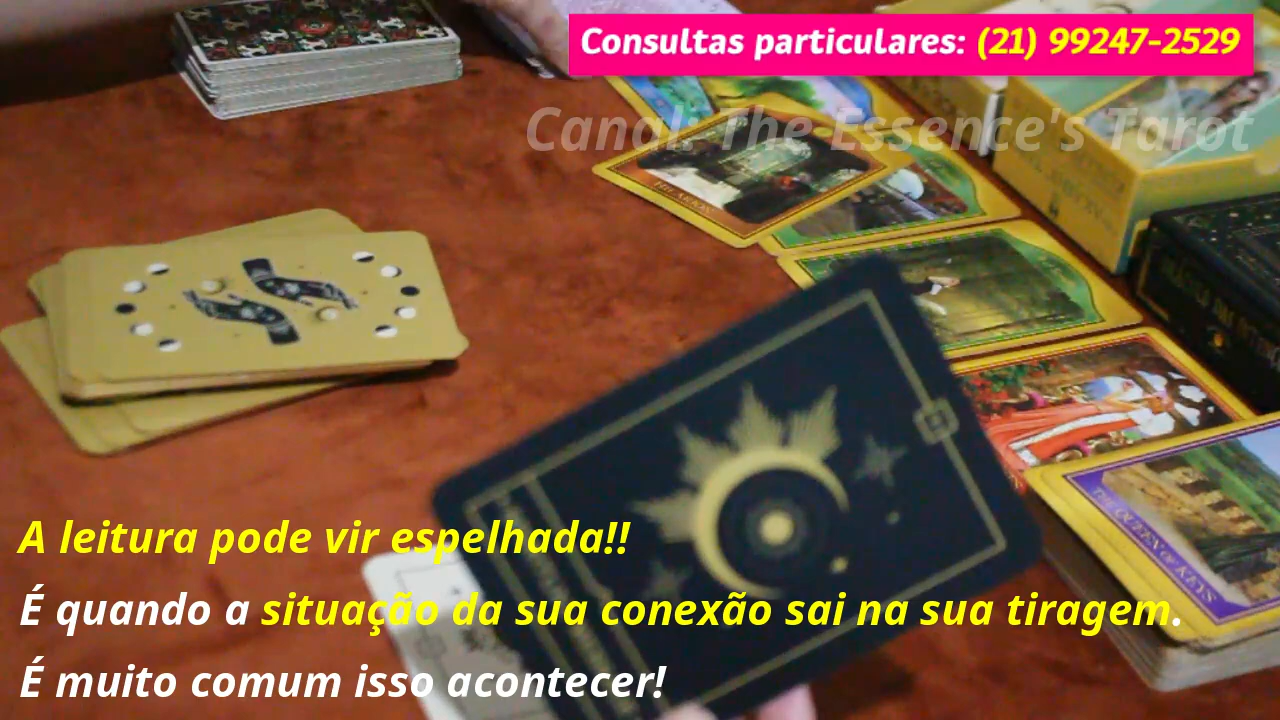 Consultas particulares: (21) 99247-2529
Canal: The Essence's Tarot
THE QUEEN OF KEYS
A leitura pode vir espelhada!!
É quando a situação da sua conexão sai na sua tiragem.
É muito comum isso acontecer!